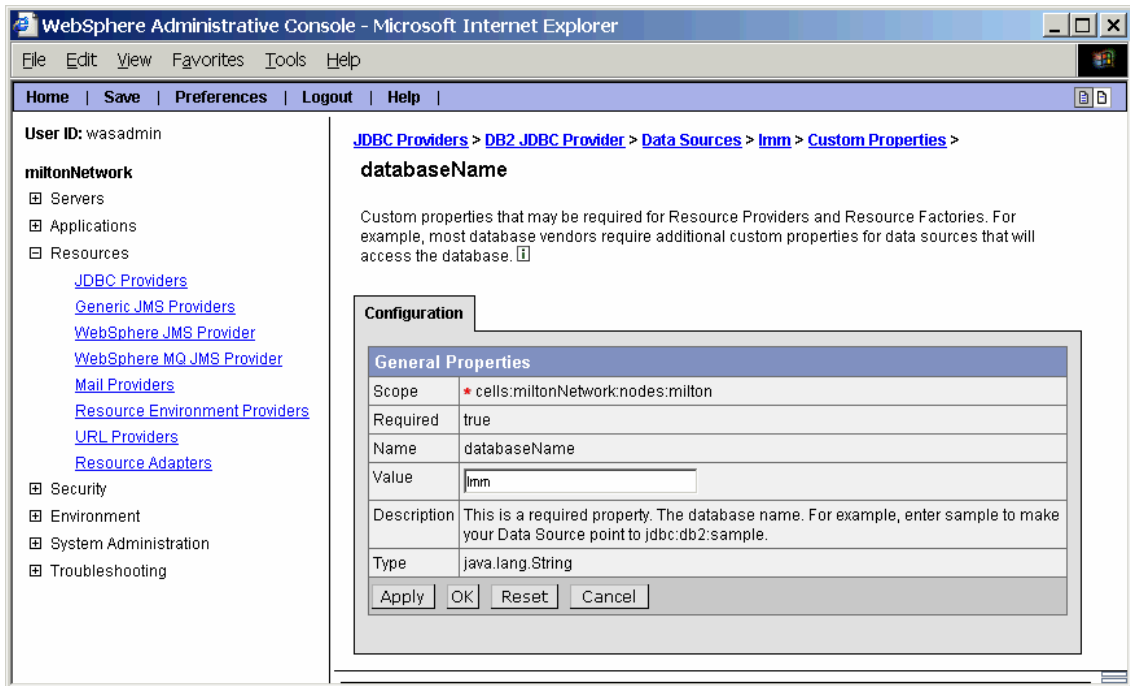 WebSphere Administrative Console - Microsoft Internet Explorer
File Edit View Favorites Tools Help
Home | Save | Preferences | Logout | Help |
User ID: wasadmin
miltonNetwork
Servers
Applications
Resources
JDBC Providers
Generic JMS Providers
WebSphere JMS Provider
WebSphere MQ JMS Provider
Mail Providers
Resource Environment Providers
URL Providers
Resource Adapters
Security
Environment
System Administration
Troubleshooting
JDBC Providers > DB2 JDBC Provider > Data Sources > lmm > Custom Properties >
databaseName
Custom properties that may be required for Resource Providers and Resource Factories. For
example, most database vendors require additional custom properties for data sources that will
access the database. i
Configuration
General Properties
Scope * cells:miltonNetwork:nodes:milton
Required true
Name databaseName
Value lmm
Description This is a required property. The database name. For example, enter sample to make
your Data Source point to jdbc:db2:sample.
Type java.lang.String
Apply OK Reset Cancel